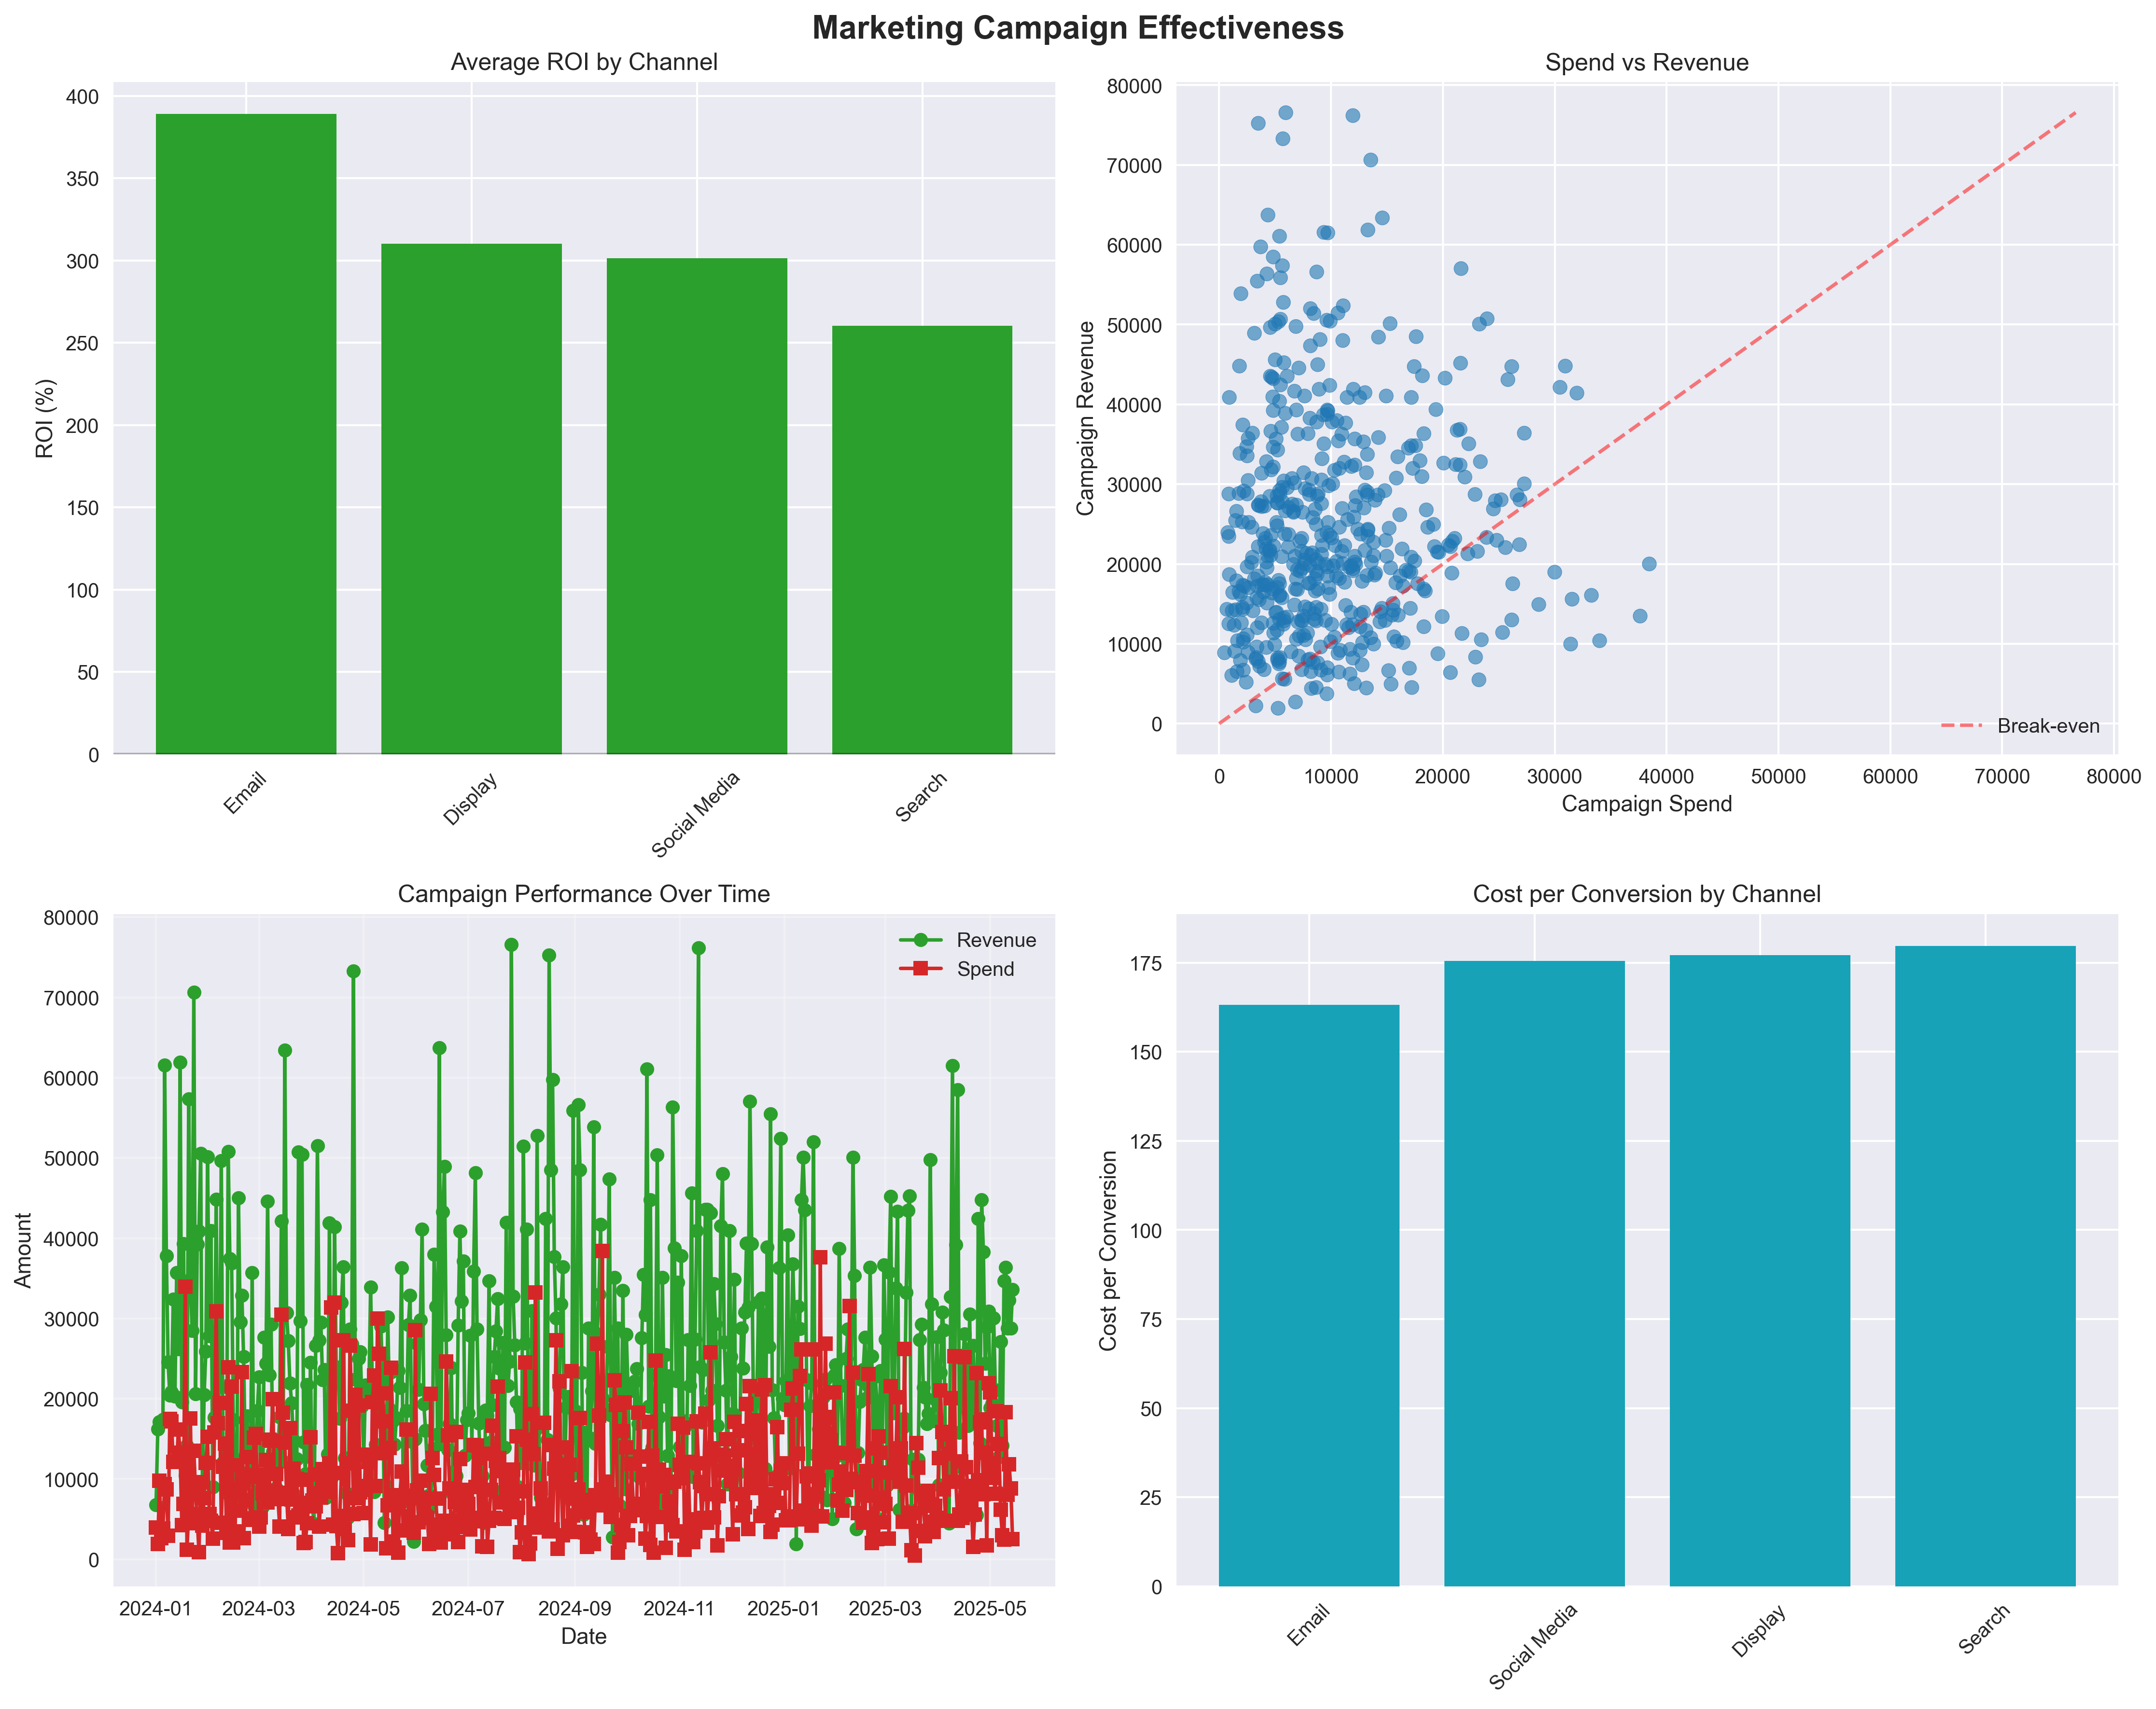 Marketing Campaign Effectiveness
Average ROI by Channel
400
350
300
250
200
150
100
50
0
ROI (%)
Email
Display
Social Media
Search
Spend vs Revenue
80000
70000
60000
50000
40000
30000
20000
10000
0
Campaign Revenue
Break-even
0
10000
20000
30000
40000
50000
60000
70000
80000
Campaign Spend
Campaign Performance Over Time
80000
70000
60000
50000
40000
30000
20000
10000
0
Amount
Revenue
Spend
2024-01
2024-03
2024-05
2024-07
2024-09
2024-11
2025-01
2025-03
2025-05
Date
Cost per Conversion by Channel
175
150
125
100
75
50
25
0
Cost per Conversion
Email
Social Media
Display
Search